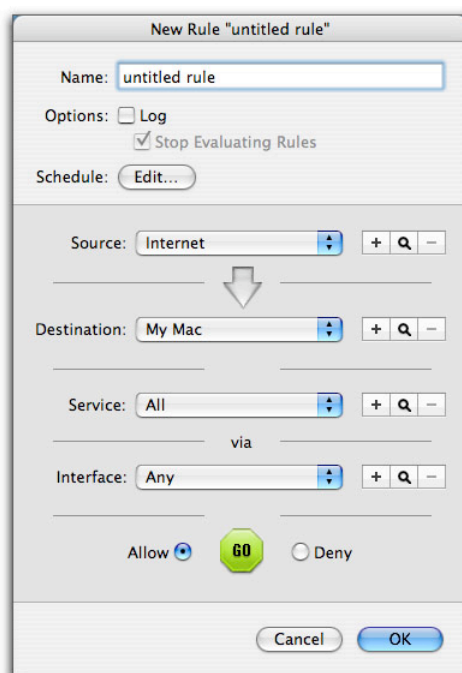 New Rule "untitled rule"
Name: untitled rule
Options: Log
Stop Evaluating Rules
Schedule: Edit...
Source: Internet
Destination: My Mac
Service: All
via
Interface: Any
Allow GO Deny
Cancel OK